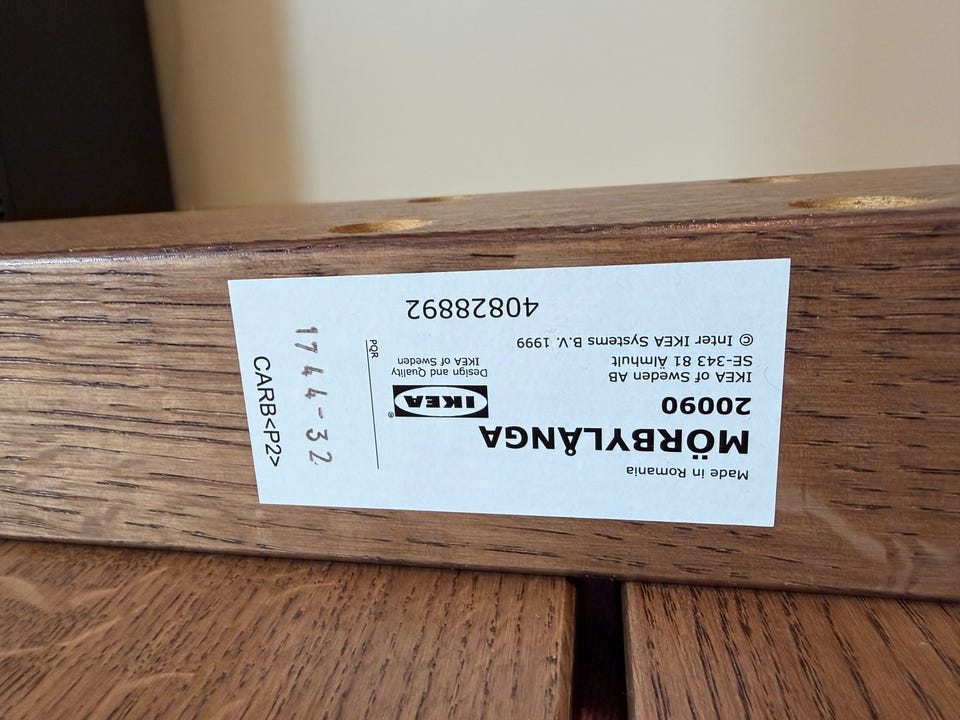 Made in Romania
MÖRBYLÅNGA
20090
IKEA of Sweden AB
SE-343 81 Älmhult
© Inter IKEA Systems B.V. 1999
40828892
IKEA®
Design and Quality
IKEA of Sweden
PQR
1744-32
CARB<P2>